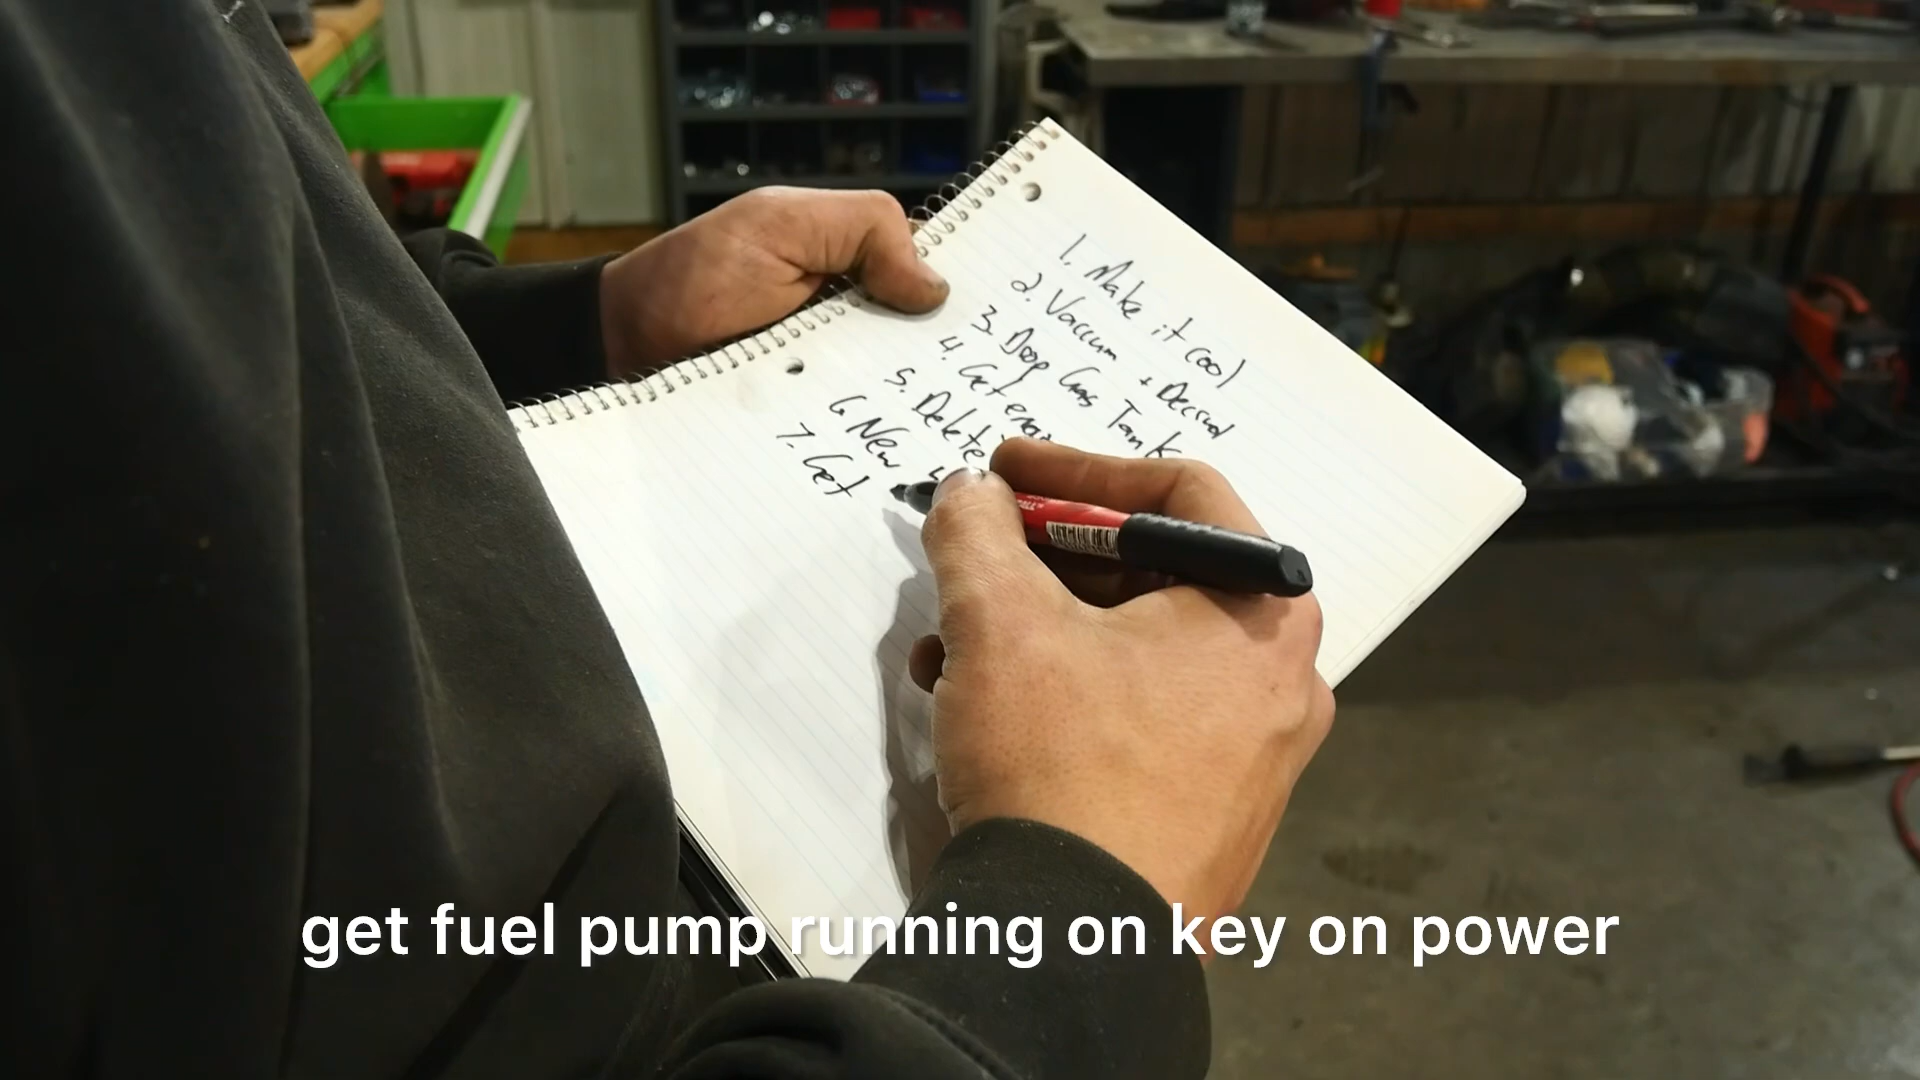 1. Make it cool
2. Vaccum + Decrud
3. Drop Gas Tank
4. Get
5. Delete
6. New
7. Get
get fuel pump running on key on power